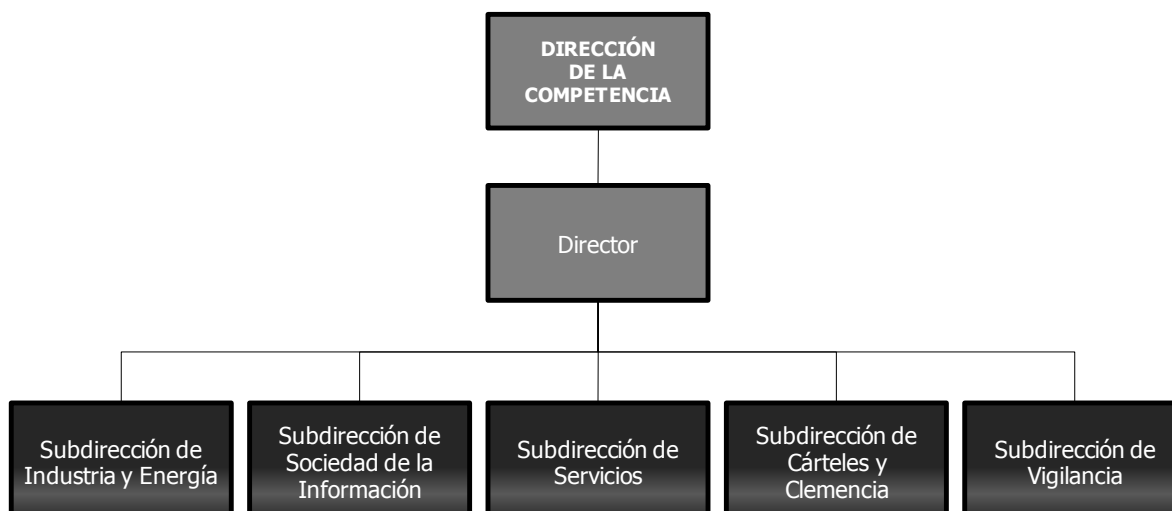 DIRECCIÓN
DE LA
COMPETENCIA
Director
Subdirección de
Industria y Energía
Subdirección de
Sociedad de la
Información
Subdirección de
Servicios
Subdirección de
Cárteles y
Clemencia
Subdirección de
Vigilancia